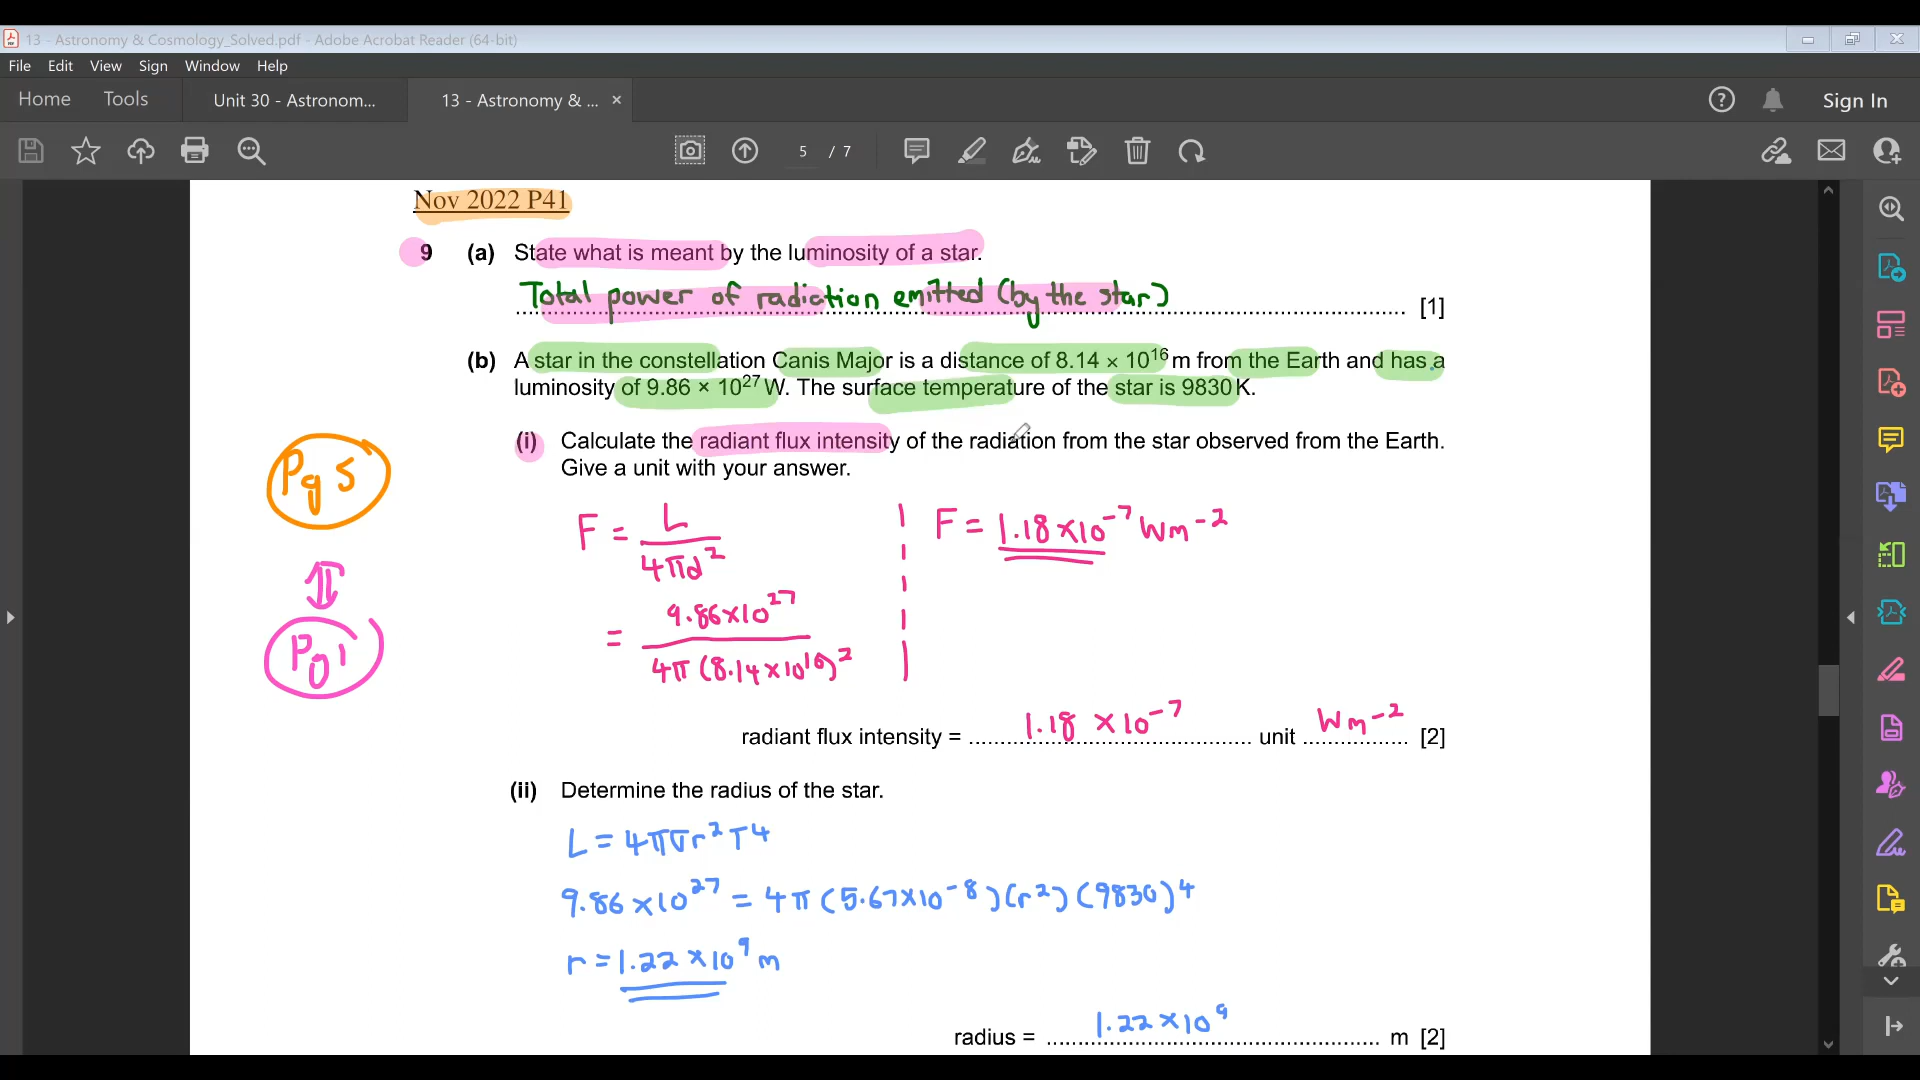 13 - Astronomy & Cosmology_Solved.pdf - Adobe Acrobat Reader (64-bit)
File Edit View Sign Window Help
Home Tools Unit 30 - Astronom... 13 - Astronomy & ... × Sign In
5 / 7
Nov 2022 P41
9 (a) State what is meant by the luminosity of a star.
Total power of radiation emitted (by the star)
[1]
(b) A star in the constellation Canis Major is a distance of 8.14 × 10¹⁶ m from the Earth and has a
luminosity of 9.86 × 10²⁷ W. The surface temperature of the star is 9830 K.
(i) Calculate the radiant flux intensity of the radiation from the star observed from the Earth.
Give a unit with your answer.
Pg 5
Pg 1
F = L / 4πd²
= 9.86×10²⁷ / 4π (8.14×10¹⁶)²
F = 1.18×10⁻⁷ Wm⁻²
radiant flux intensity = 1.18 ×10⁻⁷ unit Wm⁻² [2]
(ii) Determine the radius of the star.
L = 4πσr²T⁴
9.86 ×10²⁷ = 4π (5.67×10⁻⁸)(r²)(9830)⁴
r = 1.22 ×10⁹ m
radius = 1.22×10⁹ m [2]